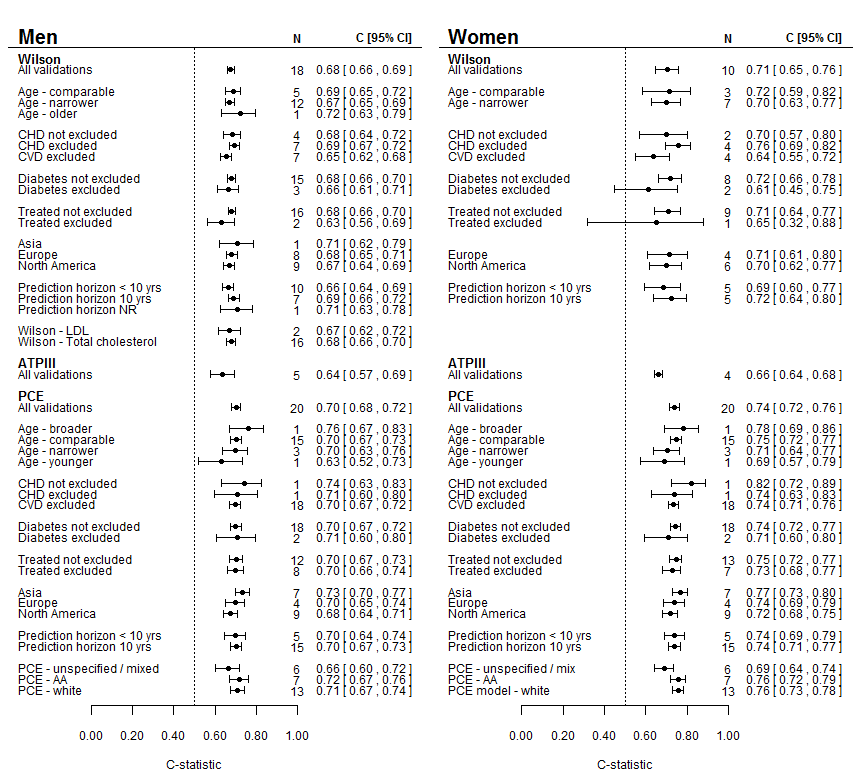 Men N C [95% CI]
Wilson
All validations 18 0.68 [ 0.66 , 0.69 ]
Age - comparable 5 0.69 [ 0.65 , 0.72 ]
Age - narrower 12 0.67 [ 0.65 , 0.69 ]
Age - older 1 0.72 [ 0.63 , 0.79 ]
CHD not excluded 4 0.68 [ 0.64 , 0.72 ]
CHD excluded 7 0.69 [ 0.67 , 0.72 ]
CVD excluded 7 0.65 [ 0.62 , 0.68 ]
Diabetes not excluded 15 0.68 [ 0.66 , 0.70 ]
Diabetes excluded 3 0.66 [ 0.61 , 0.71 ]
Treated not excluded 16 0.68 [ 0.66 , 0.70 ]
Treated excluded 2 0.63 [ 0.56 , 0.69 ]
Asia 1 0.71 [ 0.62 , 0.79 ]
Europe 8 0.68 [ 0.65 , 0.71 ]
North America 9 0.67 [ 0.64 , 0.69 ]
Prediction horizon < 10 yrs 10 0.66 [ 0.64 , 0.69 ]
Prediction horizon 10 yrs 7 0.69 [ 0.66 , 0.72 ]
Prediction horizon NR 1 0.71 [ 0.63 , 0.78 ]
Wilson - LDL 2 0.67 [ 0.62 , 0.72 ]
Wilson - Total cholesterol 16 0.68 [ 0.66 , 0.70 ]
ATPIII
All validations 5 0.64 [ 0.57 , 0.69 ]
PCE
All validations 20 0.70 [ 0.68 , 0.72 ]
Age - broader 1 0.76 [ 0.67 , 0.83 ]
Age - comparable 15 0.70 [ 0.67 , 0.73 ]
Age - narrower 3 0.70 [ 0.63 , 0.76 ]
Age - younger 1 0.63 [ 0.52 , 0.73 ]
CHD not excluded 1 0.74 [ 0.63 , 0.83 ]
CHD excluded 1 0.71 [ 0.60 , 0.80 ]
CVD excluded 18 0.70 [ 0.67 , 0.72 ]
Diabetes not excluded 18 0.70 [ 0.67 , 0.72 ]
Diabetes excluded 2 0.71 [ 0.60 , 0.80 ]
Treated not excluded 12 0.70 [ 0.67 , 0.73 ]
Treated excluded 8 0.70 [ 0.66 , 0.74 ]
Asia 7 0.73 [ 0.70 , 0.77 ]
Europe 4 0.70 [ 0.65 , 0.74 ]
North America 9 0.68 [ 0.64 , 0.71 ]
Prediction horizon < 10 yrs 5 0.70 [ 0.64 , 0.74 ]
Prediction horizon 10 yrs 15 0.70 [ 0.67 , 0.73 ]
PCE - unspecified / mixed 6 0.66 [ 0.60 , 0.72 ]
PCE - AA 7 0.72 [ 0.67 , 0.76 ]
PCE - white 13 0.71 [ 0.67 , 0.74 ]
0.00 0.20 0.40 0.60 0.80 1.00
C-statistic
Women N C [95% CI]
Wilson
All validations 10 0.71 [ 0.65 , 0.76 ]
Age - comparable 3 0.72 [ 0.59 , 0.82 ]
Age - narrower 7 0.70 [ 0.63 , 0.77 ]
CHD not excluded 2 0.70 [ 0.57 , 0.80 ]
CHD excluded 4 0.76 [ 0.69 , 0.82 ]
CVD excluded 4 0.64 [ 0.55 , 0.72 ]
Diabetes not excluded 8 0.72 [ 0.66 , 0.78 ]
Diabetes excluded 2 0.61 [ 0.45 , 0.75 ]
Treated not excluded 9 0.71 [ 0.64 , 0.77 ]
Treated excluded 1 0.65 [ 0.32 , 0.88 ]
Europe 4 0.71 [ 0.61 , 0.80 ]
North America 6 0.70 [ 0.62 , 0.77 ]
Prediction horizon < 10 yrs 5 0.69 [ 0.60 , 0.77 ]
Prediction horizon 10 yrs 5 0.72 [ 0.64 , 0.80 ]
ATPIII
All validations 4 0.66 [ 0.64 , 0.68 ]
PCE
All validations 20 0.74 [ 0.72 , 0.76 ]
Age - broader 1 0.78 [ 0.69 , 0.86 ]
Age - comparable 15 0.75 [ 0.72 , 0.77 ]
Age - narrower 3 0.71 [ 0.64 , 0.77 ]
Age - younger 1 0.69 [ 0.57 , 0.79 ]
CHD not excluded 1 0.82 [ 0.72 , 0.89 ]
CHD excluded 1 0.74 [ 0.63 , 0.83 ]
CVD excluded 18 0.74 [ 0.71 , 0.76 ]
Diabetes not excluded 18 0.74 [ 0.72 , 0.77 ]
Diabetes excluded 2 0.71 [ 0.60 , 0.80 ]
Treated not excluded 13 0.75 [ 0.72 , 0.77 ]
Treated excluded 7 0.73 [ 0.68 , 0.77 ]
Asia 7 0.77 [ 0.73 , 0.80 ]
Europe 4 0.74 [ 0.69 , 0.79 ]
North America 9 0.72 [ 0.68 , 0.75 ]
Prediction horizon < 10 yrs 5 0.74 [ 0.69 , 0.79 ]
Prediction horizon 10 yrs 15 0.74 [ 0.71 , 0.77 ]
PCE - unspecified / mix 6 0.69 [ 0.64 , 0.74 ]
PCE - AA 7 0.76 [ 0.72 , 0.79 ]
PCE model - white 13 0.76 [ 0.73 , 0.78 ]
0.00 0.20 0.40 0.60 0.80 1.00
C-statistic